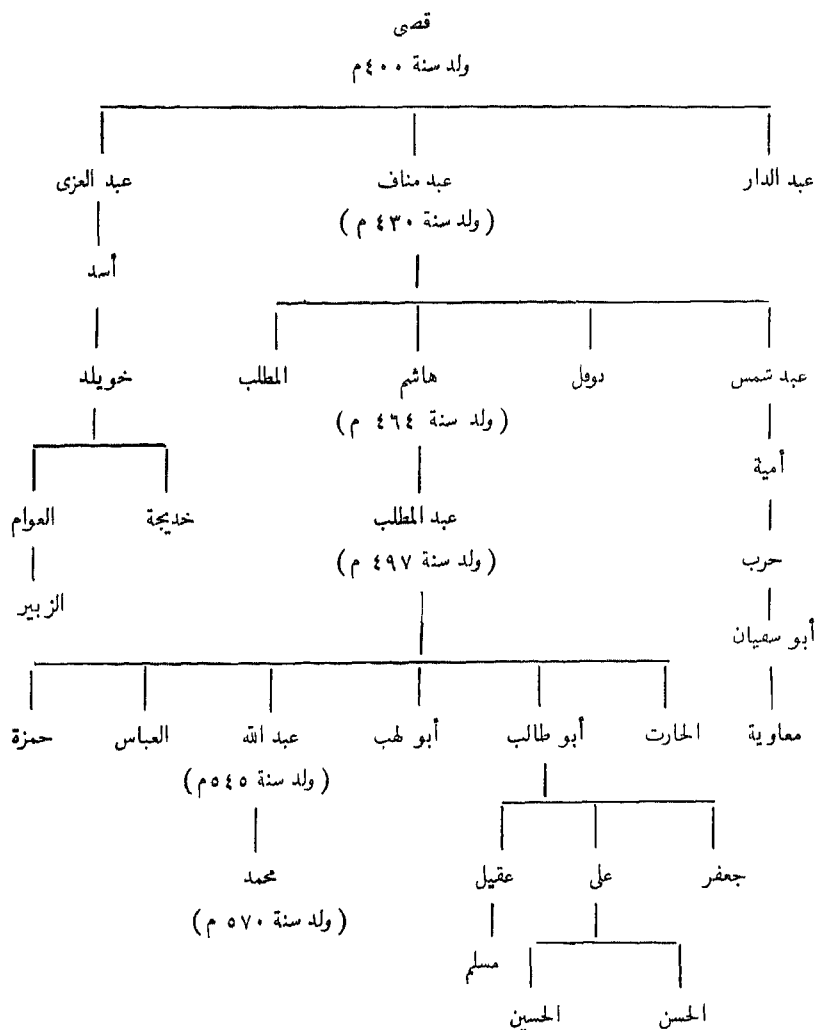 قصى
ولد سنة ٤٠٠م
عبد الدار عبد مناف عبد العزى
(ولد سنة ٤٣٠ م)
أسد
عبد شمس دوفل هاشم المطلب خويلد
(ولد سنة ٤٦٤ م)
أمية
عبد المطلب خديجة العوام
(ولد سنة ٤٩٧ م)
حرب
الزبير
أبو سفيان
معاوية الحارت أبو طالب أبو لهب عبد الله العباس حمزة
(ولد سنة ٥٤٥م)
جعفر على عقيل محمد
(ولد سنة ٥٧٠ م)
مسلم
الحسن الحسين